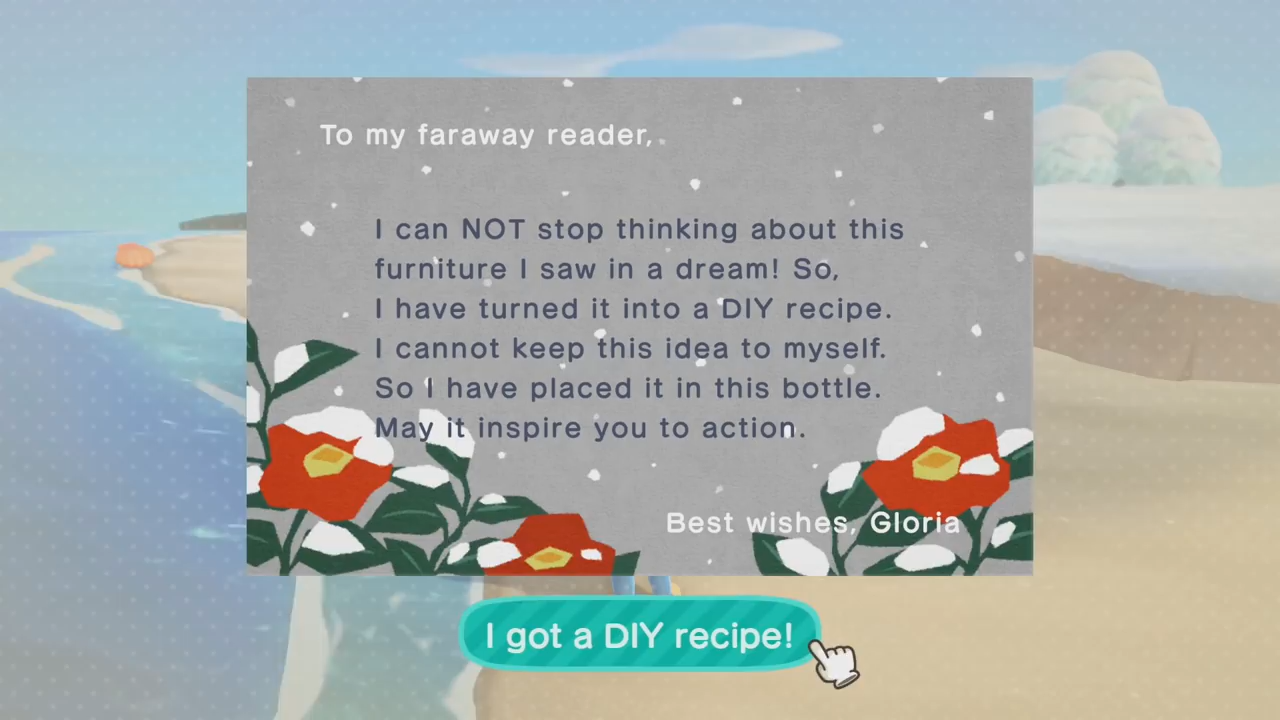 To my faraway reader,
I can NOT stop thinking about this
furniture I saw in a dream! So,
I have turned it into a DIY recipe.
I cannot keep this idea to myself.
So I have placed it in this bottle.
May it inspire you to action.
Best wishes, Gloria
I got a DIY recipe!